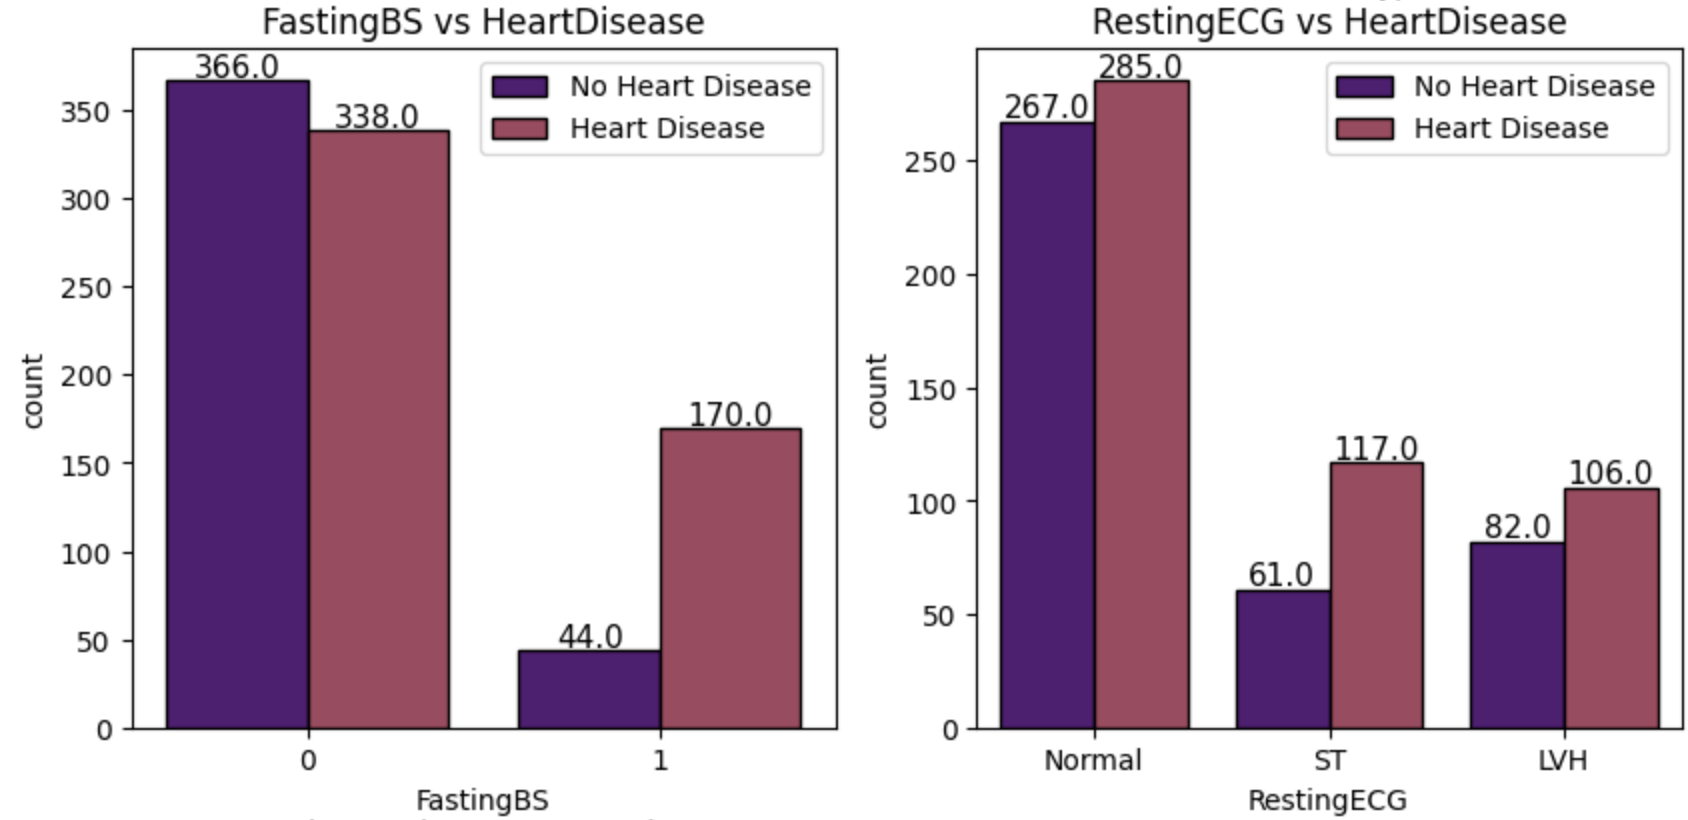 FastingBS vs HeartDisease
366.0
338.0
44.0
170.0
No Heart Disease
Heart Disease
350
300
250
200
150
100
50
0
count
0 1
FastingBS
RestingECG vs HeartDisease
267.0
285.0
61.0
117.0
82.0
106.0
No Heart Disease
Heart Disease
250
200
150
100
50
0
count
Normal ST LVH
RestingECG